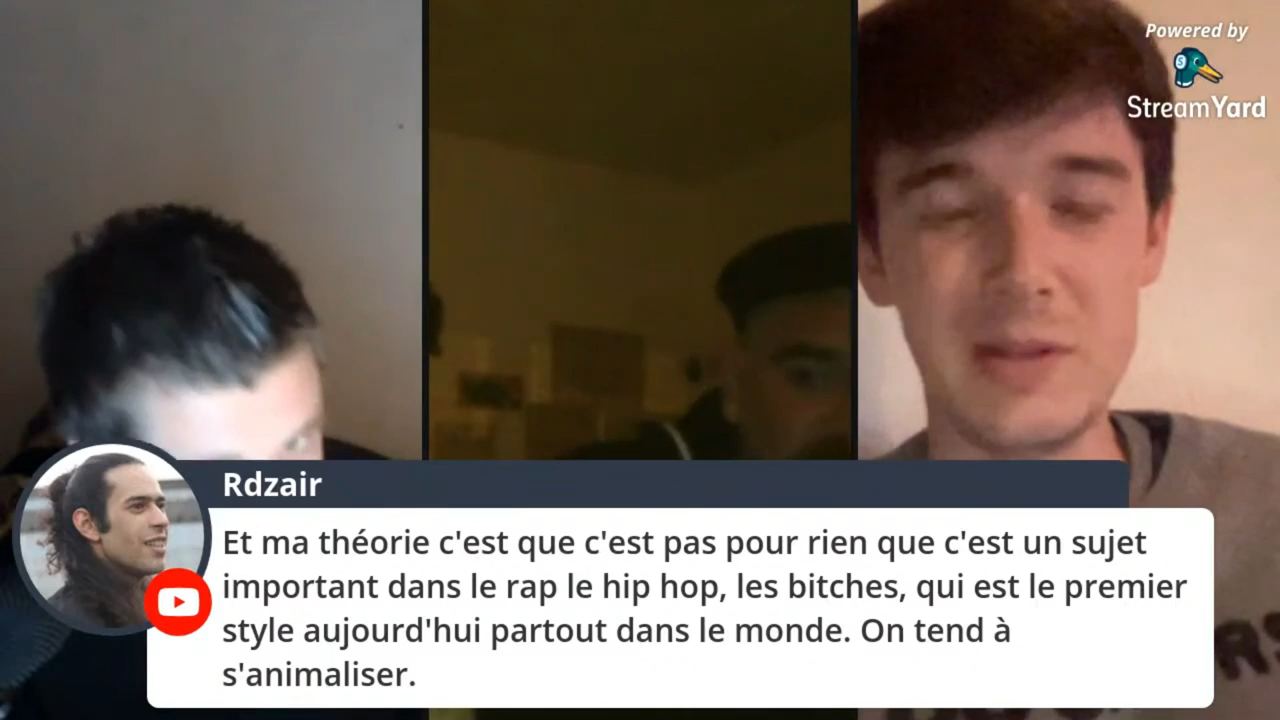 Powered by
StreamYard
Rdzair
Et ma théorie c'est que c'est pas pour rien que c'est un sujet
important dans le rap le hip hop, les bitches, qui est le premier
style aujourd'hui partout dans le monde. On tend à
s'animaliser.